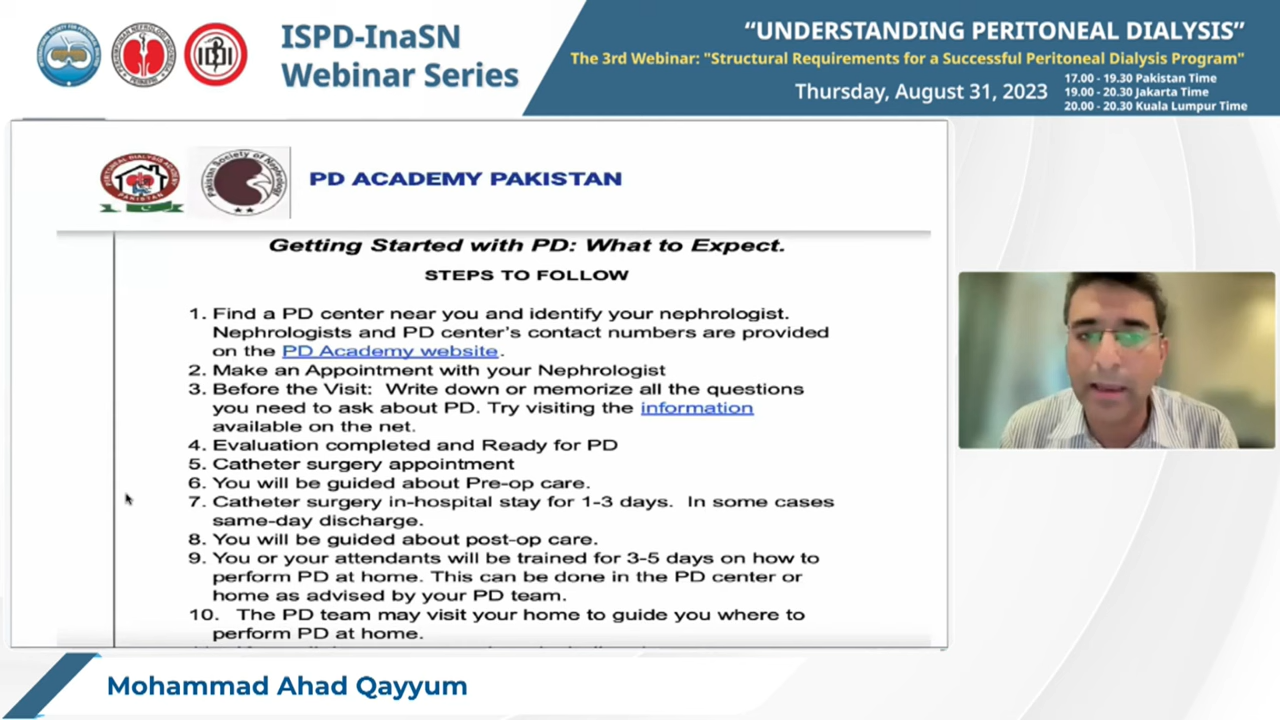 ISPD-InaSN
Webinar Series
“UNDERSTANDING PERITONEAL DIALYSIS”
The 3rd Webinar: "Structural Requirements for a Successful Peritoneal Dialysis Program"
Thursday, August 31, 2023
17.00 - 19.30 Pakistan Time
19.00 - 20.30 Jakarta Time
20.00 - 20.30 Kuala Lumpur Time
PERITONEAL DIALYSIS ACADEMY
PAKISTAN
Pakistan Society of Nephrology
PD ACADEMY PAKISTAN
Getting Started with PD: What to Expect.
STEPS TO FOLLOW
1. Find a PD center near you and identify your nephrologist.
Nephrologists and PD center’s contact numbers are provided
on the PD Academy website.
2. Make an Appointment with your Nephrologist
3. Before the Visit: Write down or memorize all the questions
you need to ask about PD. Try visiting the information
available on the net.
4. Evaluation completed and Ready for PD
5. Catheter surgery appointment
6. You will be guided about Pre-op care.
7. Catheter surgery in-hospital stay for 1-3 days. In some cases
same-day discharge.
8. You will be guided about post-op care.
9. You or your attendants will be trained for 3-5 days on how to
perform PD at home. This can be done in the PD center or
home as advised by your PD team.
10. The PD team may visit your home to guide you where to
perform PD at home.
Mohammad Ahad Qayyum